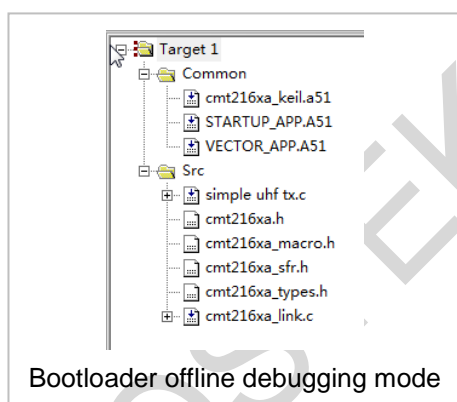 Target 1
Common
cmt216xa_keil.a51
STARTUP_APP.A51
VECTOR_APP.A51
Src
simple uhf tx.c
cmt216xa.h
cmt216xa_macro.h
cmt216xa_sfr.h
cmt216xa_types.h
cmt216xa_link.c
Bootloader offline debugging mode